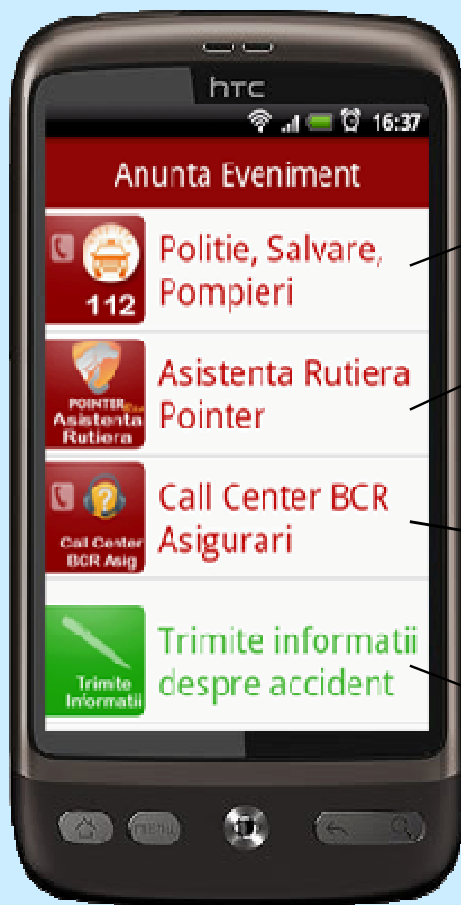 htc
16:37
Anunta Eveniment
Politie, Salvare,
Pompieri
112
Asistenta Rutiera
Pointer
POINTER
Asistenta
Rutiera
Call Center BCR
Asigurari
Call Center
BCR Asig
Trimite informatii
despre accident
Trimite
Informatii
menu